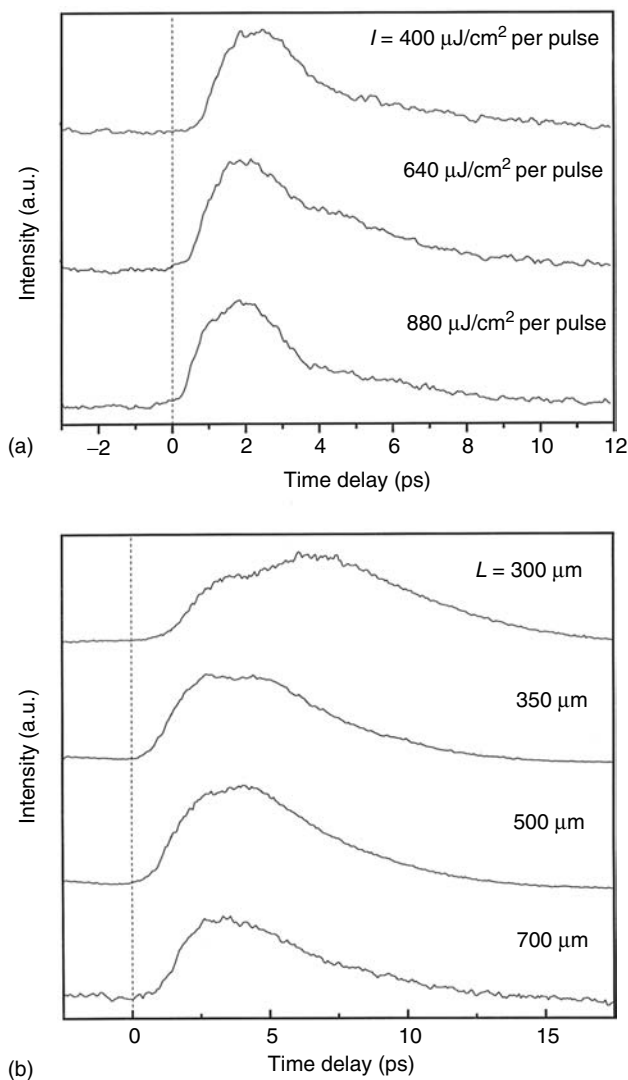 I = 400 μJ/cm² per pulse
640 μJ/cm² per pulse
880 μJ/cm² per pulse
Intensity (a.u.)
(a)
−2 0 2 4 6 8 10 12
Time delay (ps)
L = 300 μm
350 μm
500 μm
700 μm
Intensity (a.u.)
0 5 10 15
(b)
Time delay (ps)